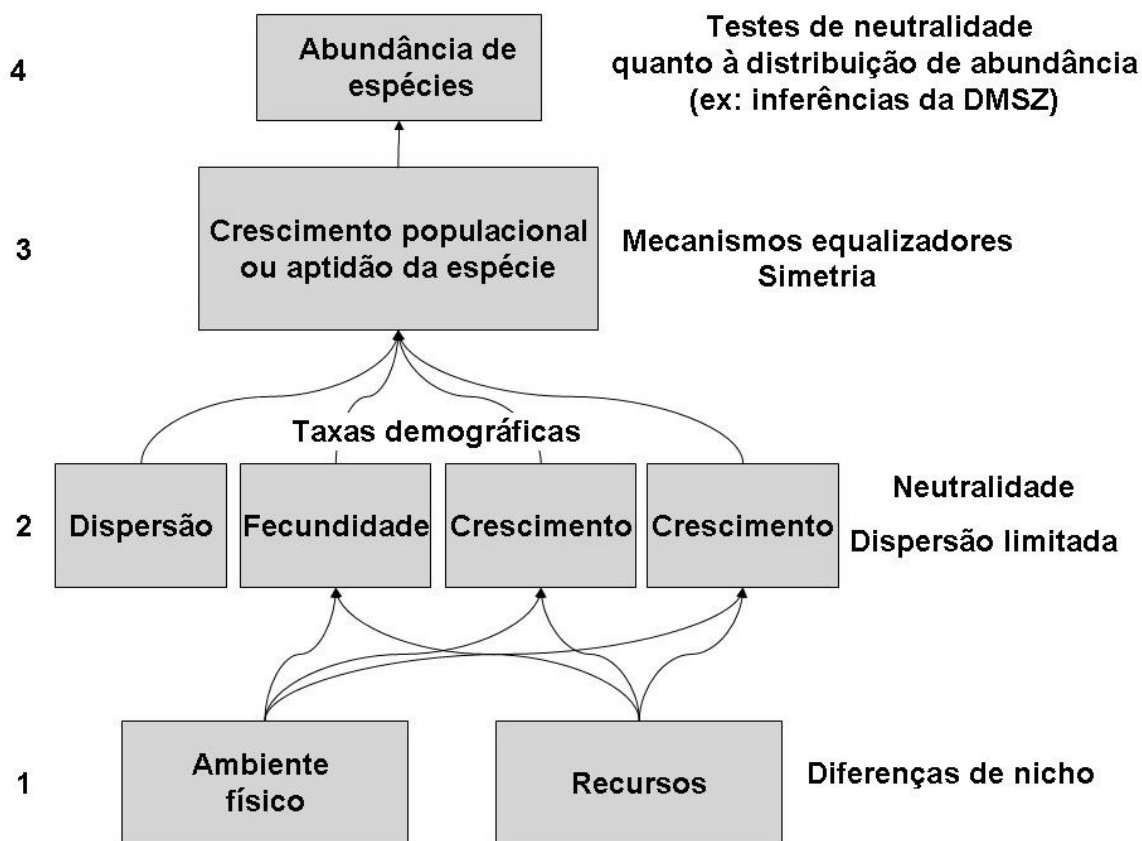 4
Abundância de
espécies
Testes de neutralidade
quanto à distribuição de abundância
(ex: inferências da DMSZ)
3
Crescimento populacional
ou aptidão da espécie
Mecanismos equalizadores
Simetria
Taxas demográficas
2
Dispersão
Fecundidade
Crescimento
Crescimento
Neutralidade
Dispersão limitada
1
Ambiente
físico
Recursos
Diferenças de nicho